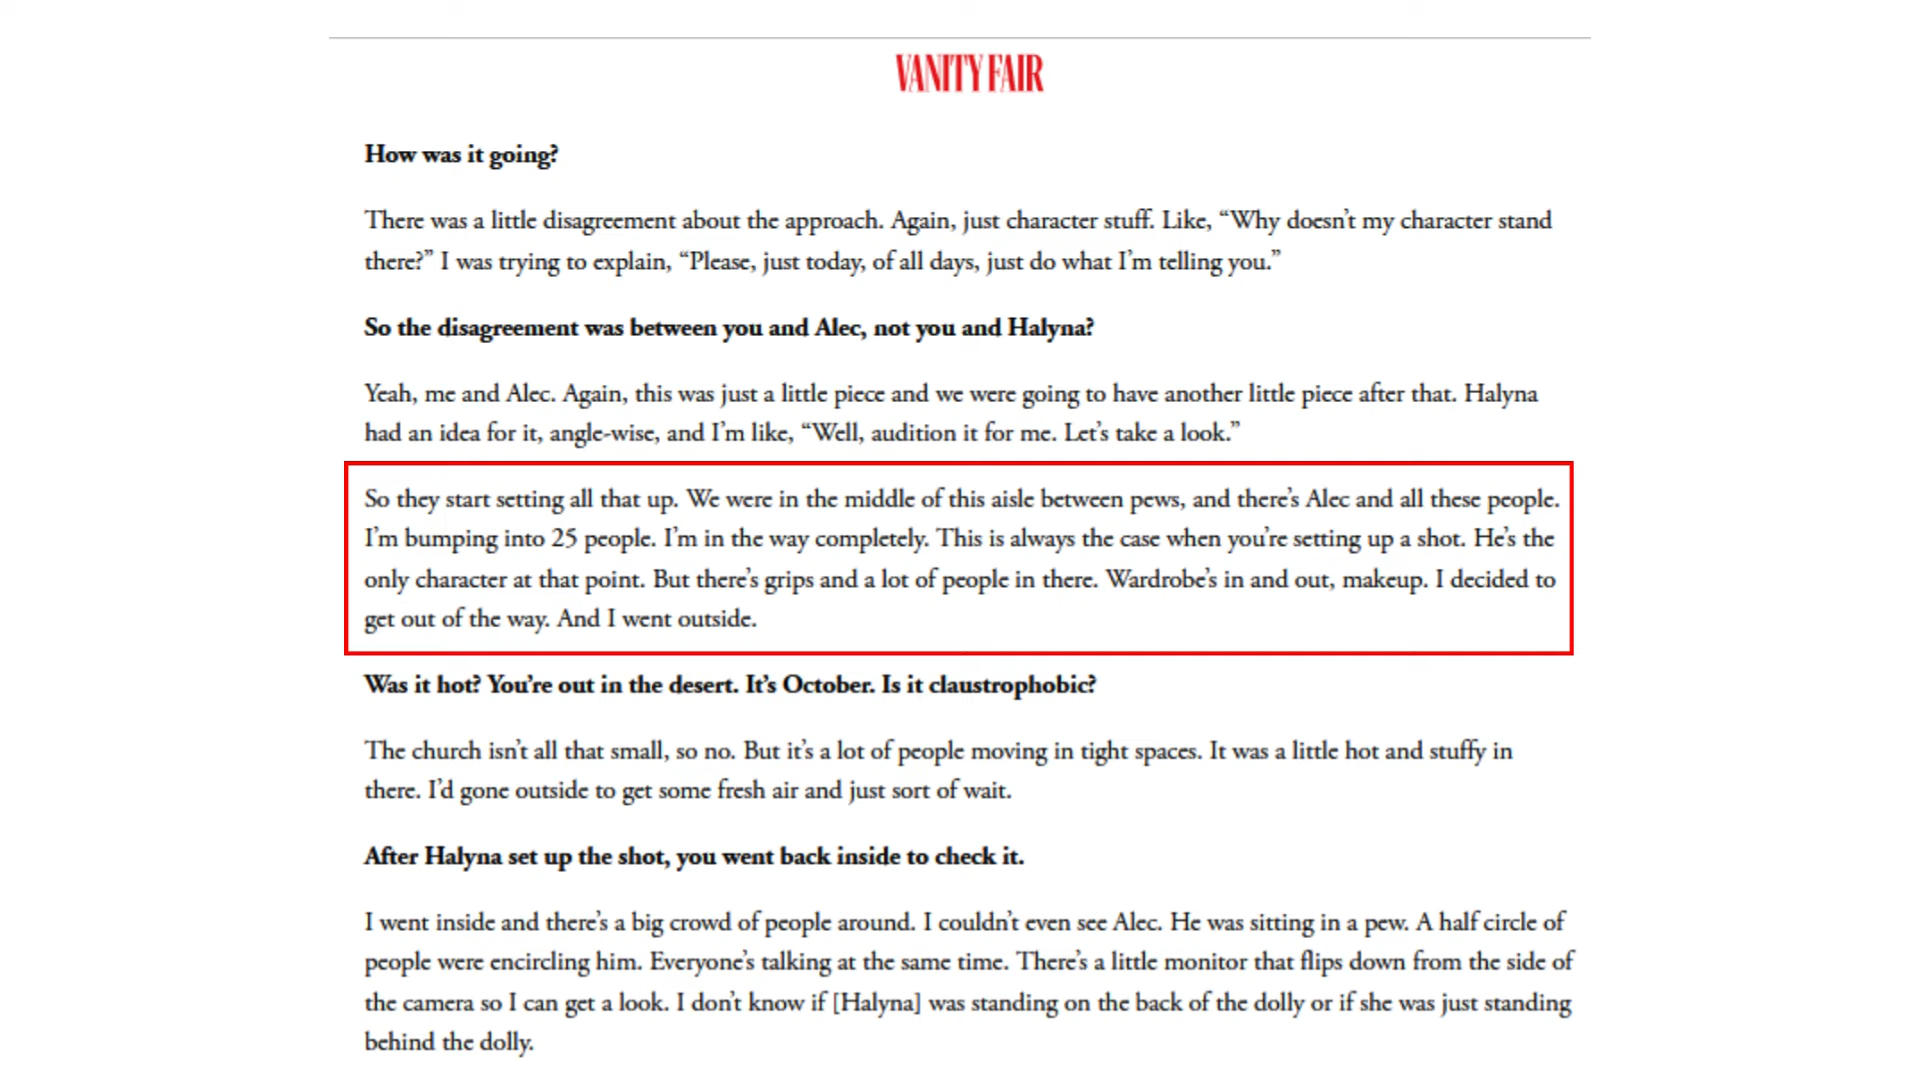 VANITY FAIR
How was it going?
There was a little disagreement about the approach. Again, just character stuff. Like, “Why doesn’t my character stand
there?” I was trying to explain, “Please, just today, of all days, just do what I’m telling you.”
So the disagreement was between you and Alec, not you and Halyna?
Yeah, me and Alec. Again, this was just a little piece and we were going to have another little piece after that. Halyna
had an idea for it, angle-wise, and I’m like, “Well, audition it for me. Let’s take a look.”
So they start setting all that up. We were in the middle of this aisle between pews, and there’s Alec and all these people.
I’m bumping into 25 people. I’m in the way completely. This is always the case when you’re setting up a shot. He’s the
only character at that point. But there’s grips and a lot of people in there. Wardrobe’s in and out, makeup. I decided to
get out of the way. And I went outside.
Was it hot? You’re out in the desert. It’s October. Is it claustrophobic?
The church isn’t all that small, so no. But it’s a lot of people moving in tight spaces. It was a little hot and stuffy in
there. I’d gone outside to get some fresh air and just sort of wait.
After Halyna set up the shot, you went back inside to check it.
I went inside and there’s a big crowd of people around. I couldn’t even see Alec. He was sitting in a pew. A half circle of
people were encircling him. Everyone’s talking at the same time. There’s a little monitor that flips down from the side of
the camera so I can get a look. I don’t know if [Halyna] was standing on the back of the dolly or if she was just standing
behind the dolly.